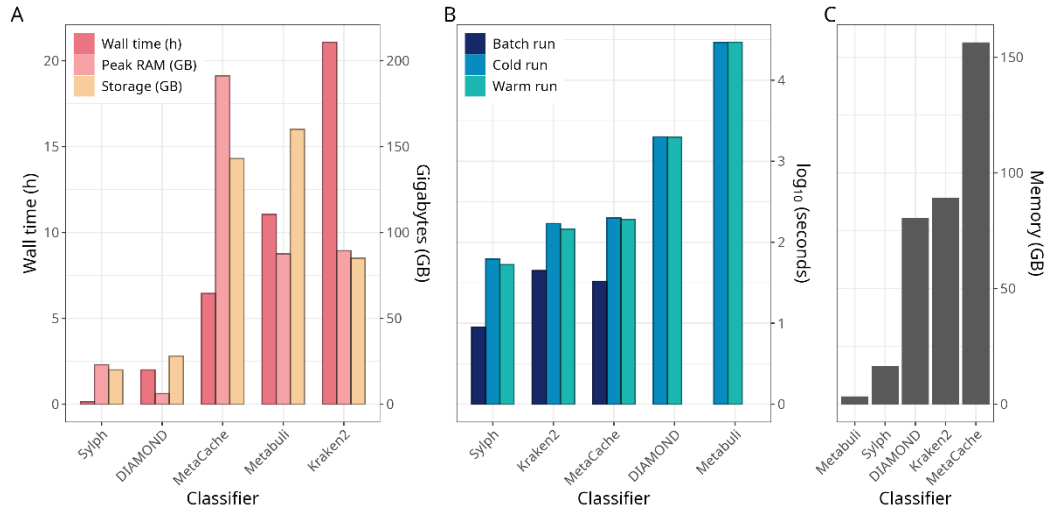 A
Wall time (h)
Peak RAM (GB)
Storage (GB)
20
15
10
5
0
Wall time (h)
200
150
100
50
0
Gigabytes (GB)
Sylph
DIAMOND
MetaCache
Metabuli
Kraken2
Classifier
B
Batch run
Cold run
Warm run
4
3
2
1
0
log₁₀ (seconds)
Sylph
Kraken2
MetaCache
DIAMOND
Metabuli
Classifier
C
150
100
50
0
Memory (GB)
Metabuli
Sylph
DIAMOND
Kraken2
MetaCache
Classifier